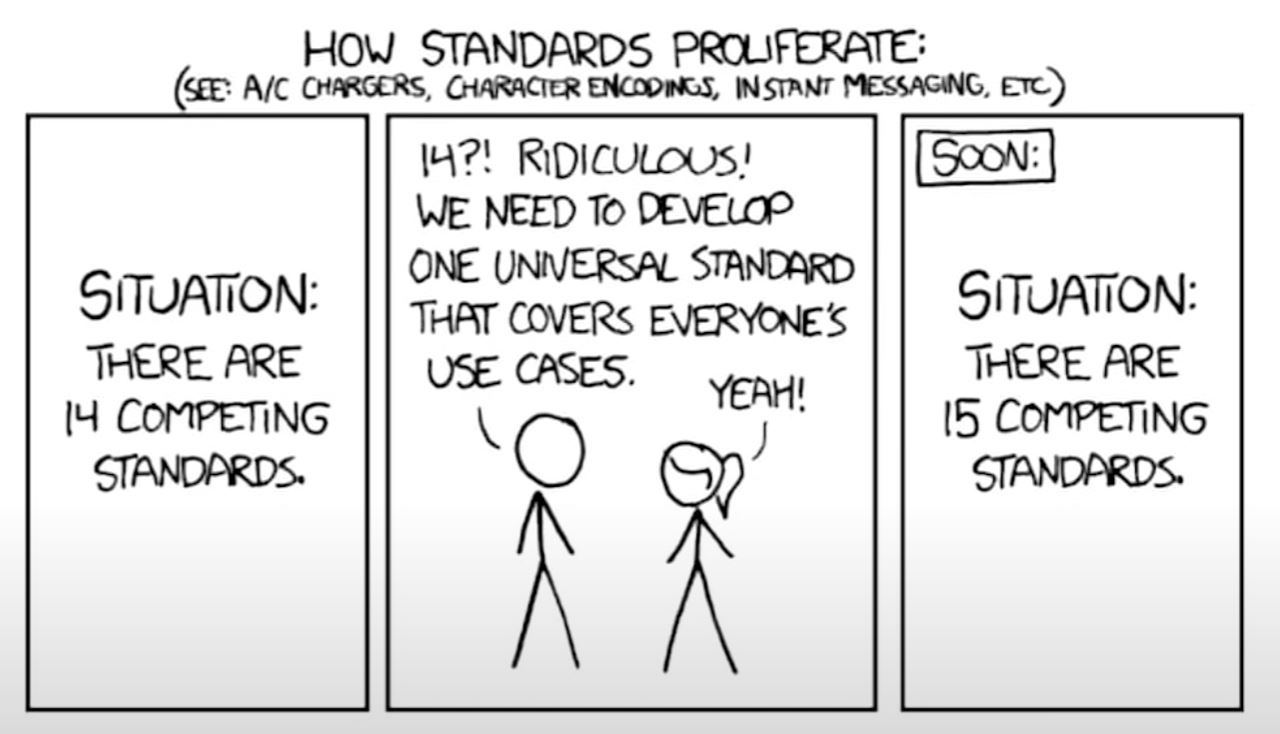 HOW STANDARDS PROLIFERATE:
(SEE: A/C CHARGERS, CHARACTER ENCODINGS, INSTANT MESSAGING, ETC.)
SITUATION:
THERE ARE
14 COMPETING
STANDARDS.
14?! RIDICULOUS!
WE NEED TO DEVELOP
ONE UNIVERSAL STANDARD
THAT COVERS EVERYONE'S
USE CASES.
YEAH!
SOON:
SITUATION:
THERE ARE
15 COMPETING
STANDARDS.